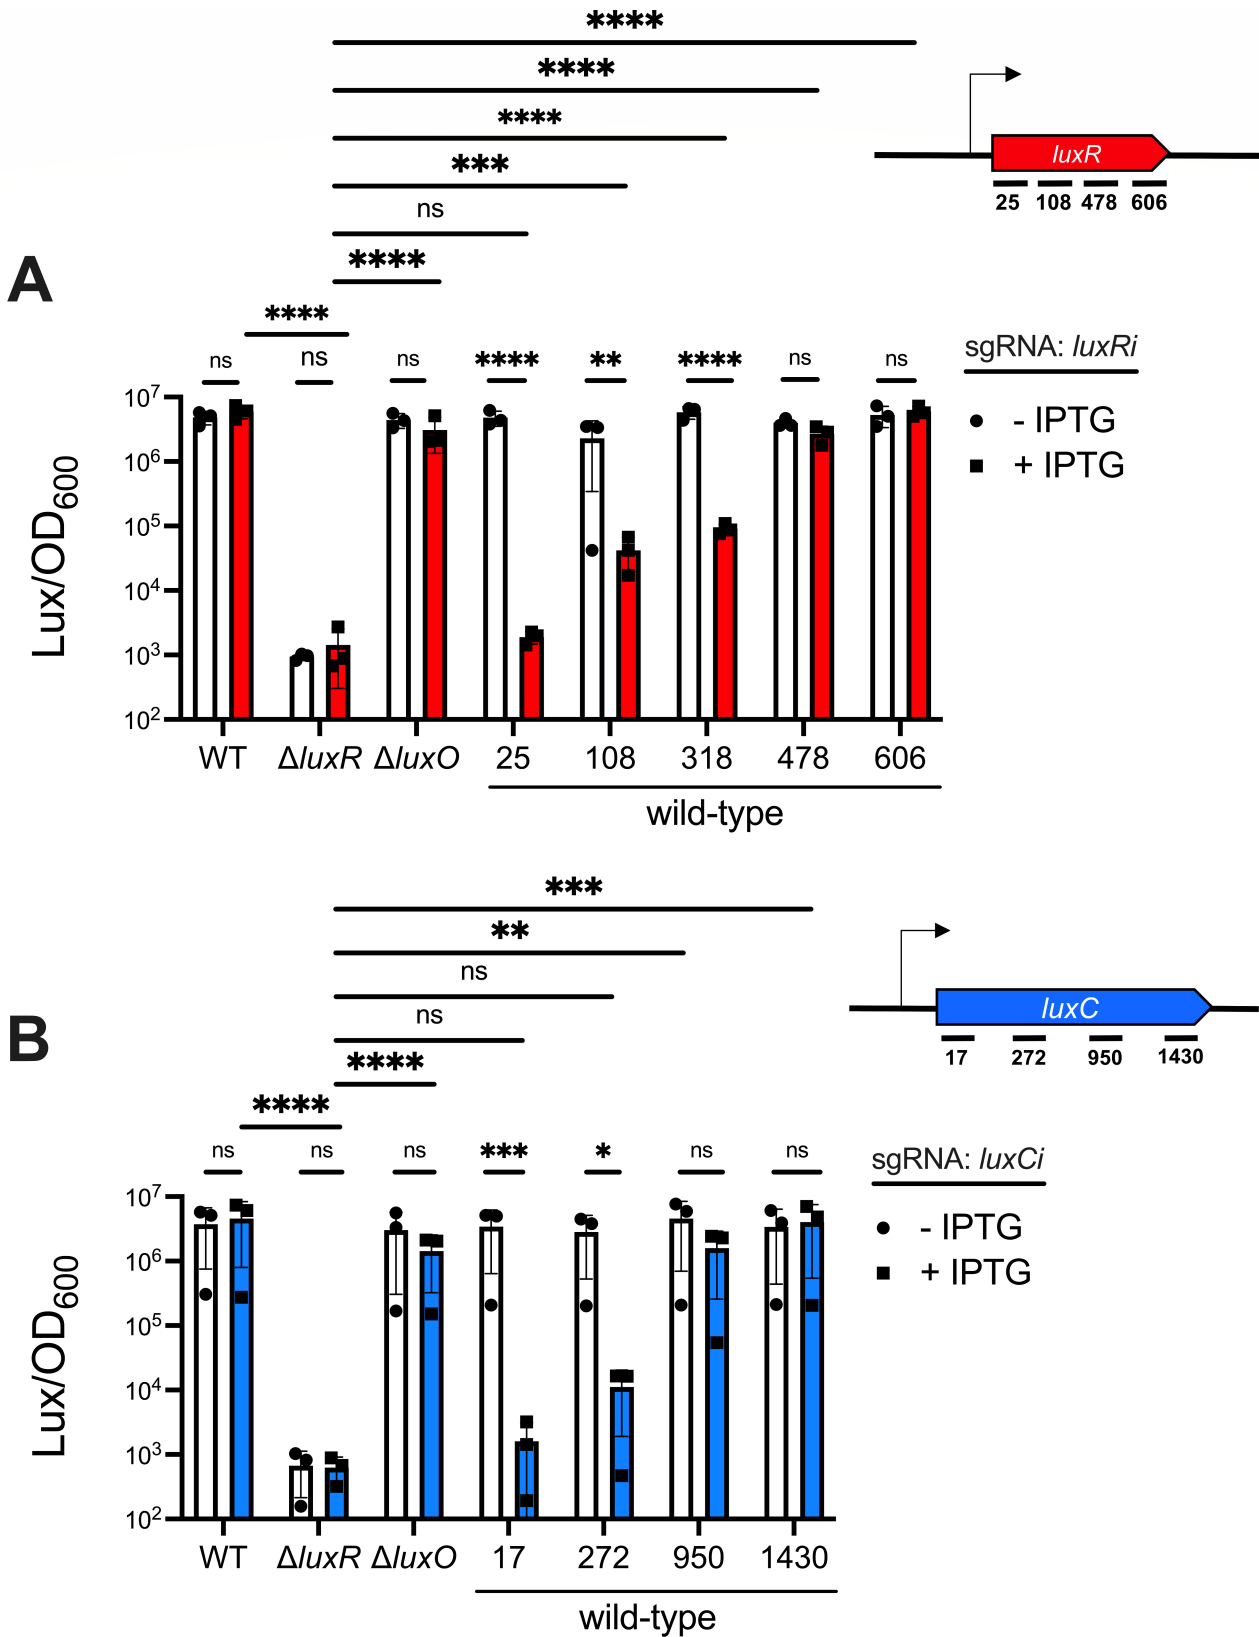 ****
****
****
***
ns
****
****
luxR
25 108 478 606
A
ns ns ns **** ** **** ns ns
sgRNA: luxRi
- IPTG
+ IPTG
Lux/OD600
10⁷
10⁶
10⁵
10⁴
10³
10²
WT ΔluxR ΔluxO 25 108 318 478 606
wild-type
***
**
ns
ns
****
****
luxC
17 272 950 1430
B
ns ns ns *** * ns ns
sgRNA: luxCi
- IPTG
+ IPTG
Lux/OD600
10⁷
10⁶
10⁵
10⁴
10³
10²
WT ΔluxR ΔluxO 17 272 950 1430
wild-type